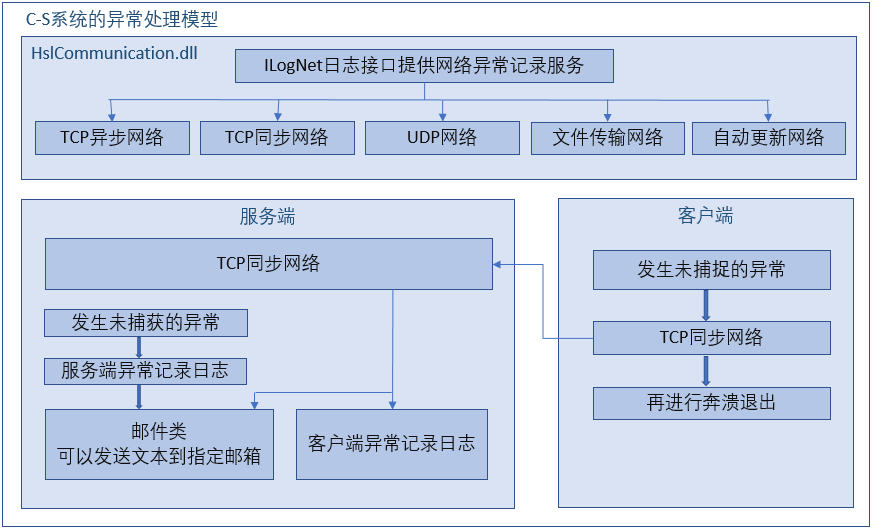 C-S系统的异常处理模型
HslCommunication.dll
ILogNet日志接口提供网络异常记录服务
TCP异步网络
TCP同步网络
UDP网络
文件传输网络
自动更新网络
服务端
TCP同步网络
发生未捕获的异常
服务端异常记录日志
邮件类
可以发送文本到指定邮箱
客户端异常记录日志
客户端
发生未捕捉的异常
TCP同步网络
再进行奔溃退出